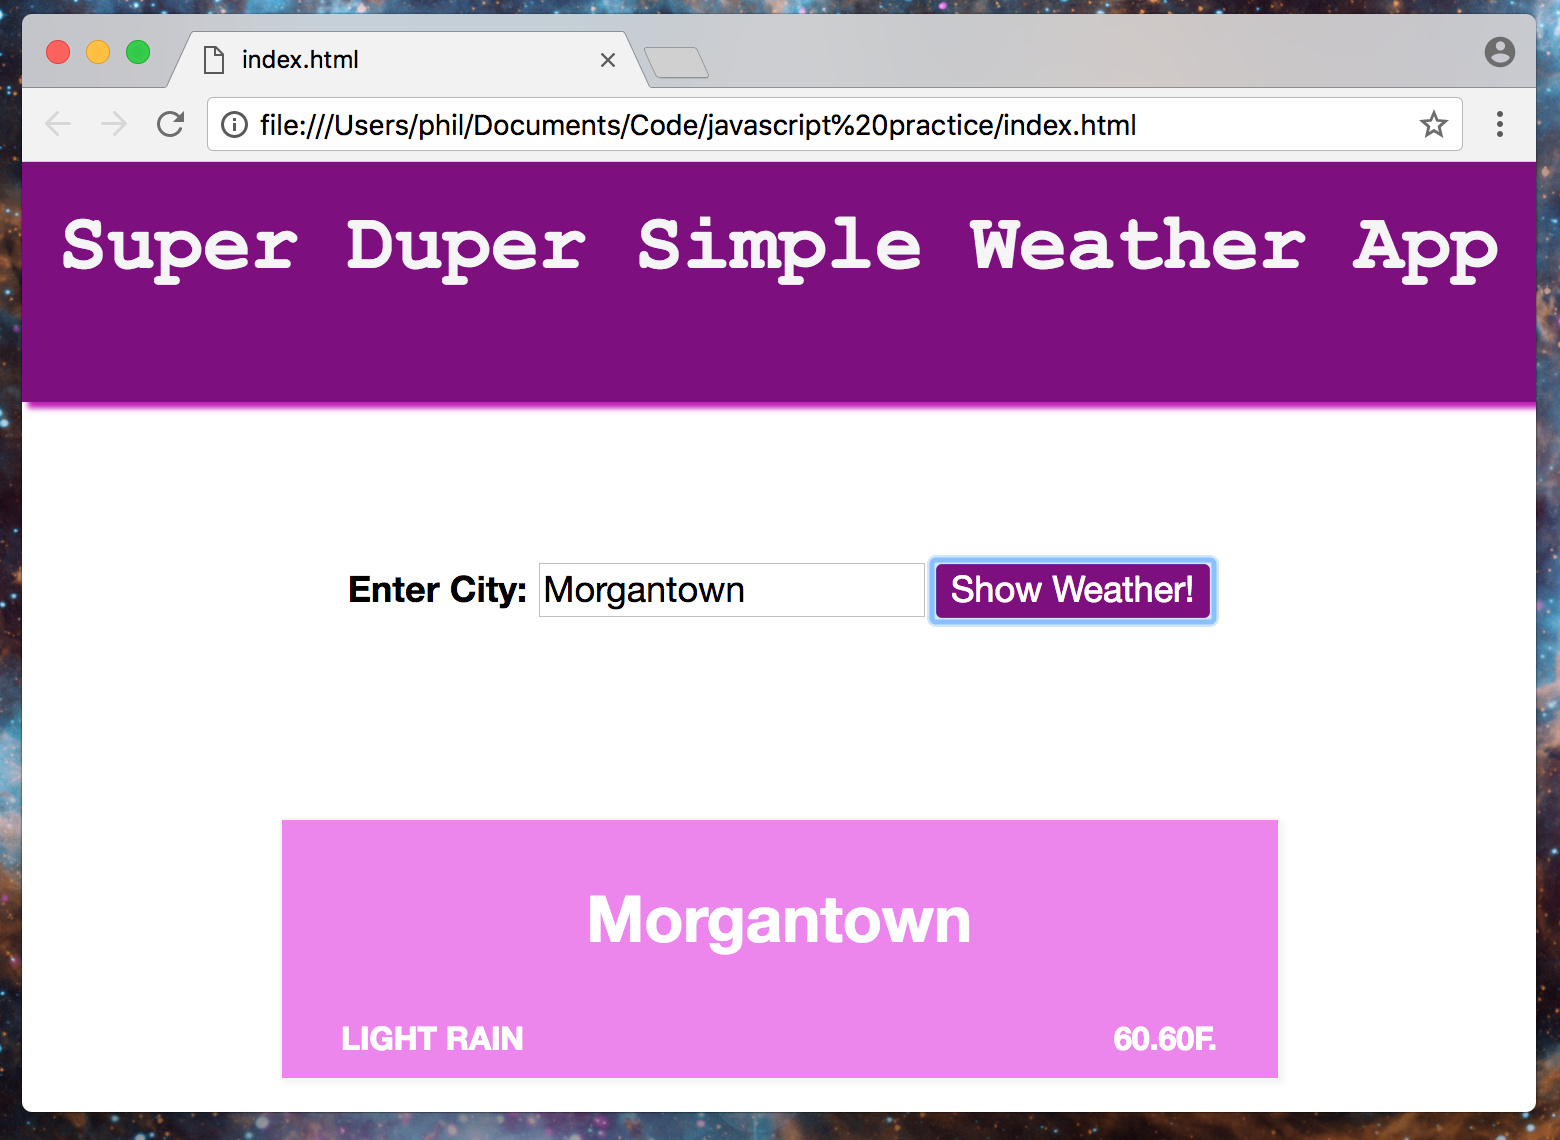 index.html
file:///Users/phil/Documents/Code/javascript%20practice/index.html
Super Duper Simple Weather App
Enter City: Morgantown Show Weather!
Morgantown
LIGHT RAIN 60.60F.